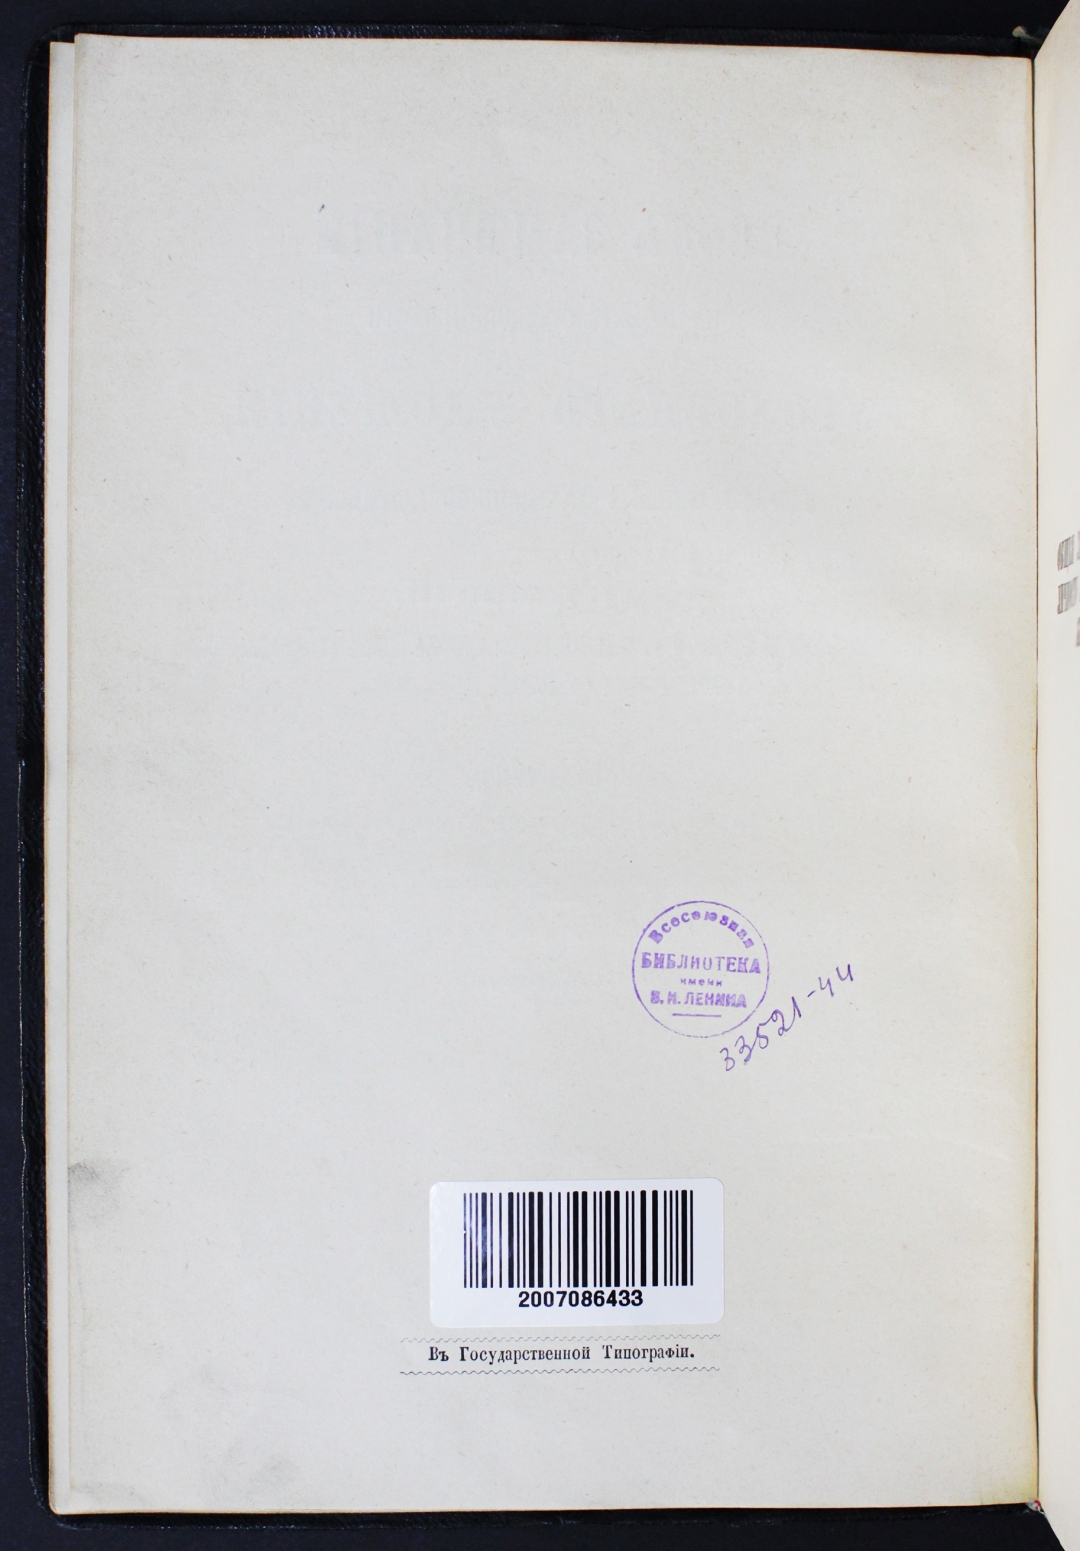 Всесоюзная
БИБЛИОТЕКА
имени
В. И. ЛЕНИНА
33521-44
2007086433
Въ Государственной Типографіи.